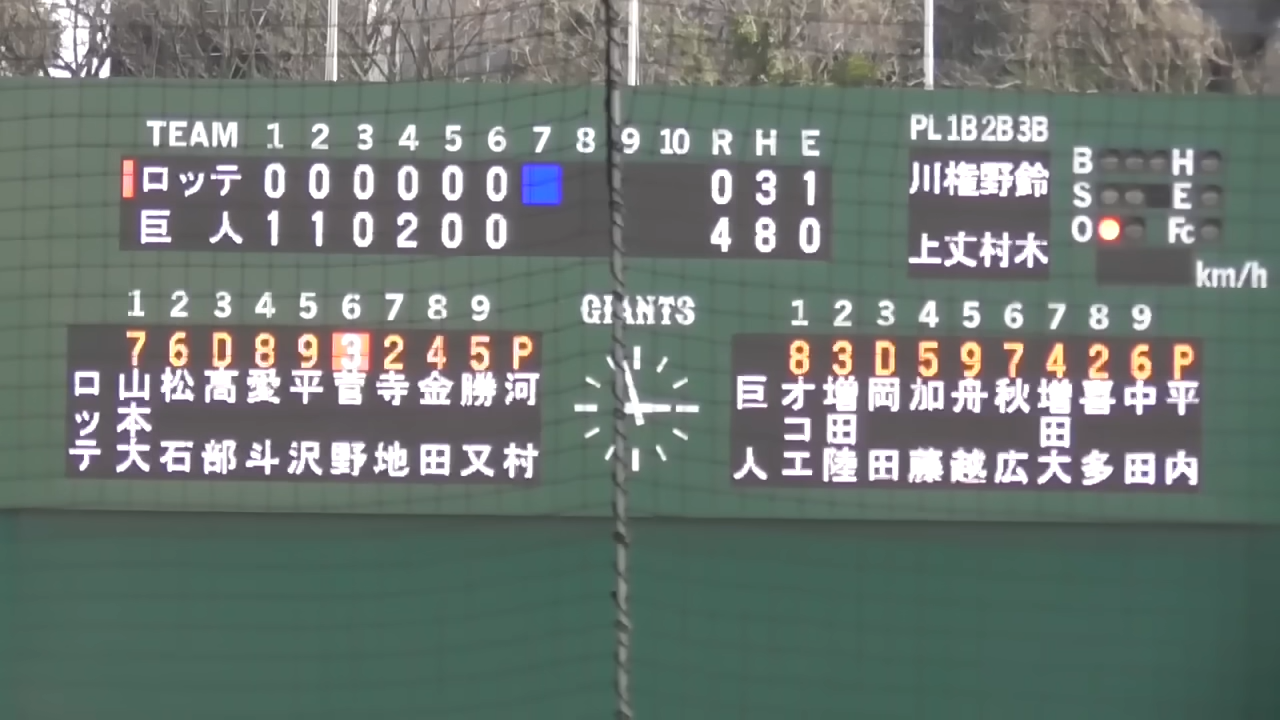 TEAM 1 2 3 4 5 6 7 8 9 10 R H E
ロッテ 0 0 0 0 0 0 0 3 1
巨人 1 1 0 2 0 0 4 8 0
PL 1B 2B 3B
川上 権丈 野村 鈴木
B H
S E
O Fc
km/h
1 2 3 4 5 6 7 8 9
7 6 D 8 9 3 2 4 5 P
ロッテ 山本大 松石 高部 愛斗 平沢 菅野 寺地 金田 勝又 河村
GIANTS
1 2 3 4 5 6 7 8 9
8 3 D 5 9 7 4 2 6 P
巨人 オコエ 増田陸 岡田 加藤 舟越 秋広 増田大 喜多 中田 平内